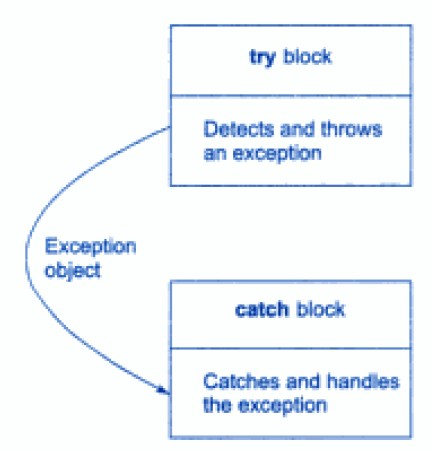 try block
Detects and throws
an exception
Exception
object
catch block
Catches and handles
the exception